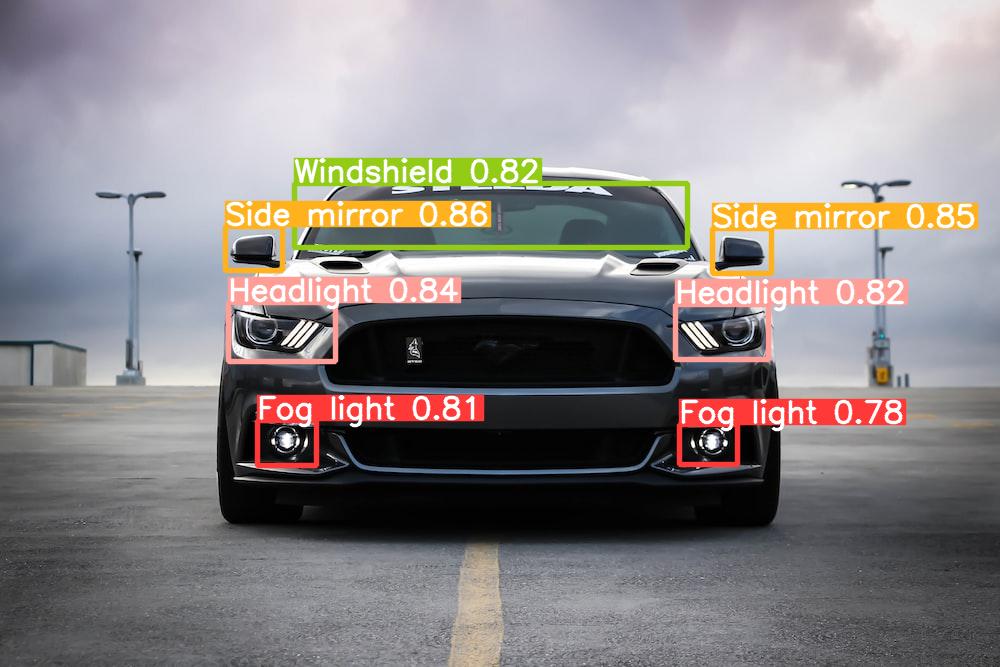 Windshield 0.82
Side mirror 0.86
Side mirror 0.85
Headlight 0.84
Headlight 0.82
Fog light 0.81
Fog light 0.78